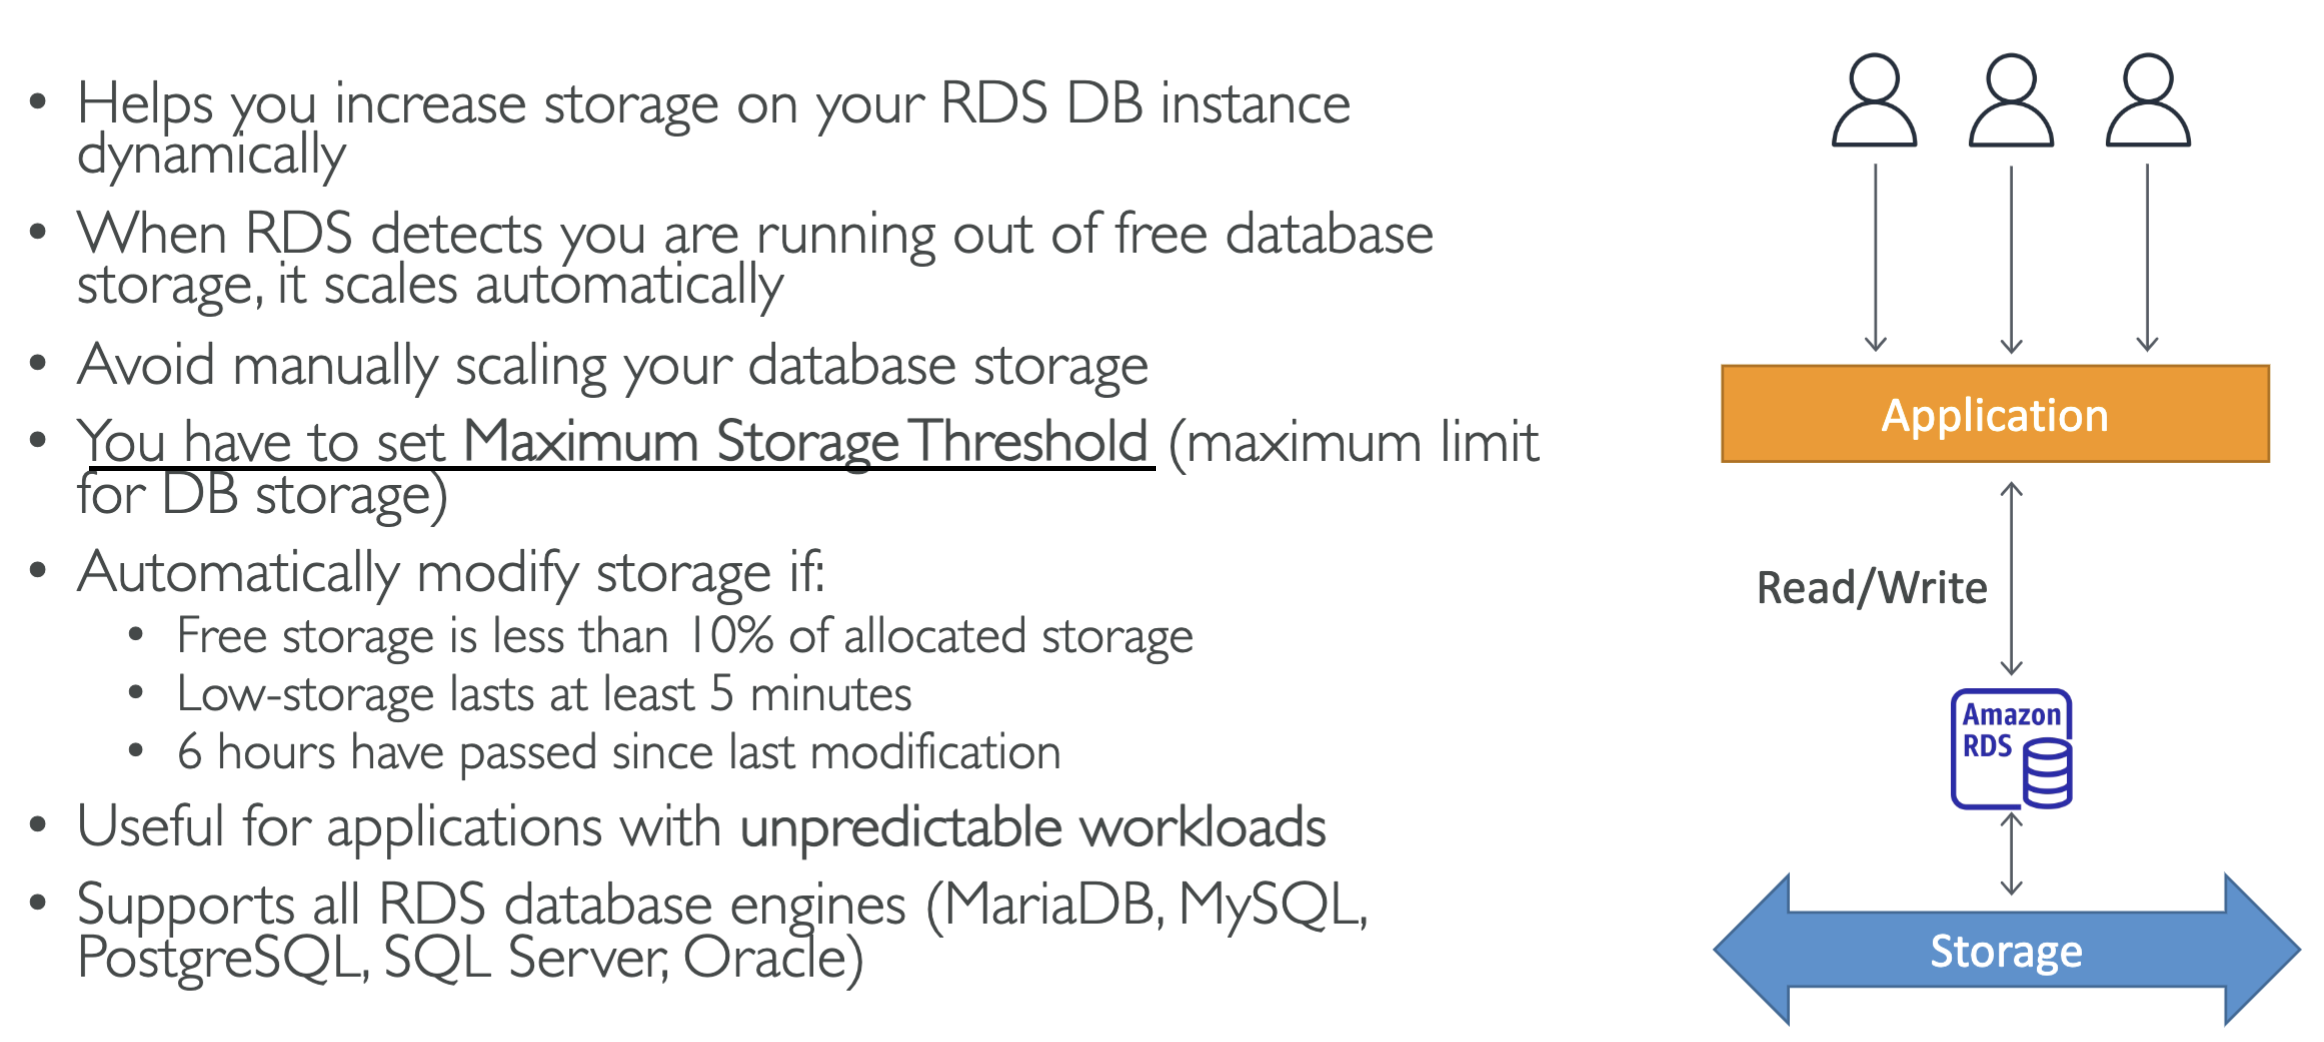 • Helps you increase storage on your RDS DB instance
dynamically
• When RDS detects you are running out of free database
storage, it scales automatically
• Avoid manually scaling your database storage
• You have to set Maximum Storage Threshold (maximum limit
for DB storage)
• Automatically modify storage if:
• Free storage is less than 10% of allocated storage
• Low-storage lasts at least 5 minutes
• 6 hours have passed since last modification
• Useful for applications with unpredictable workloads
• Supports all RDS database engines (MariaDB, MySQL,
PostgreSQL, SQL Server, Oracle)
Application
Read/Write
Amazon
RDS
Storage